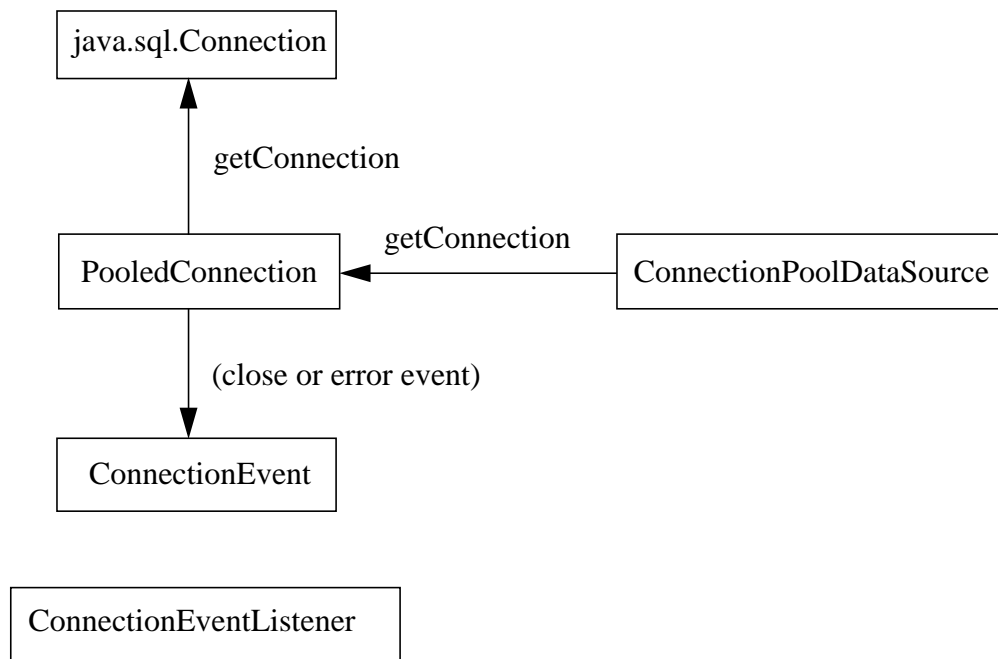 java.sql.Connection
getConnection
getConnection
PooledConnection
ConnectionPoolDataSource
(close or error event)
ConnectionEvent
ConnectionEventListener